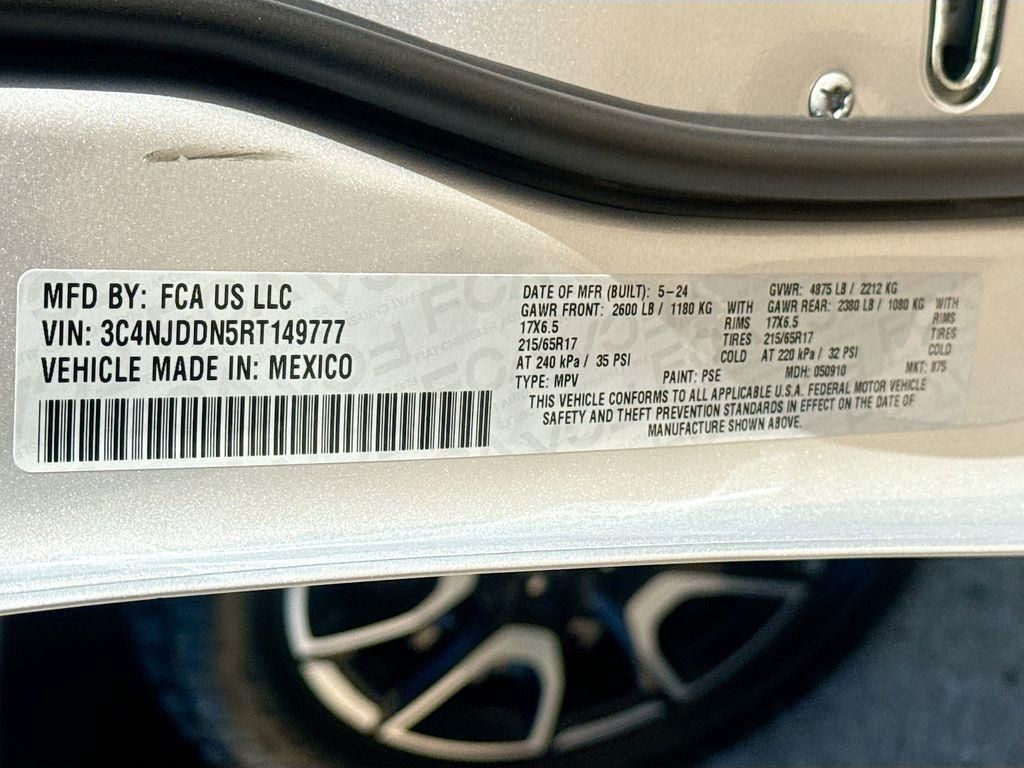 MFD BY: FCA US LLC
VIN: 3C4NJDDN5RT149777
VEHICLE MADE IN: MEXICO
DATE OF MFR (BUILT): 5-24 GVWR: 4875 LB / 2212 KG
GAWR FRONT: 2600 LB / 1180 KG WITH GAWR REAR: 2380 LB / 1080 KG WITH
17X6.5 RIMS 17X6.5 RIMS
215/65R17 TIRES 215/65R17 TIRES
AT 240 kPa / 35 PSI COLD AT 220 kPa / 32 PSI COLD
TYPE: MPV PAINT: PSE MDH: 050910 MKT: 875
THIS VEHICLE CONFORMS TO ALL APPLICABLE U.S.A. FEDERAL MOTOR VEHICLE
SAFETY AND THEFT PREVENTION STANDARDS IN EFFECT ON THE DATE OF
MANUFACTURE SHOWN ABOVE.